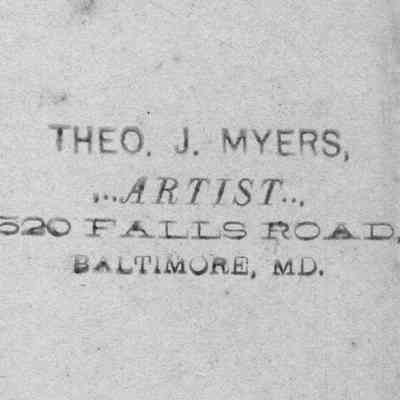 THEO. J. MYERS,
...ARTIST...
520 FALLS ROAD,
BALTIMORE, MD.